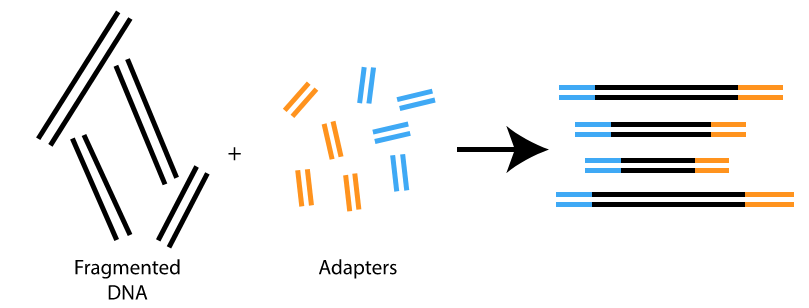 +
Fragmented
DNA
Adapters